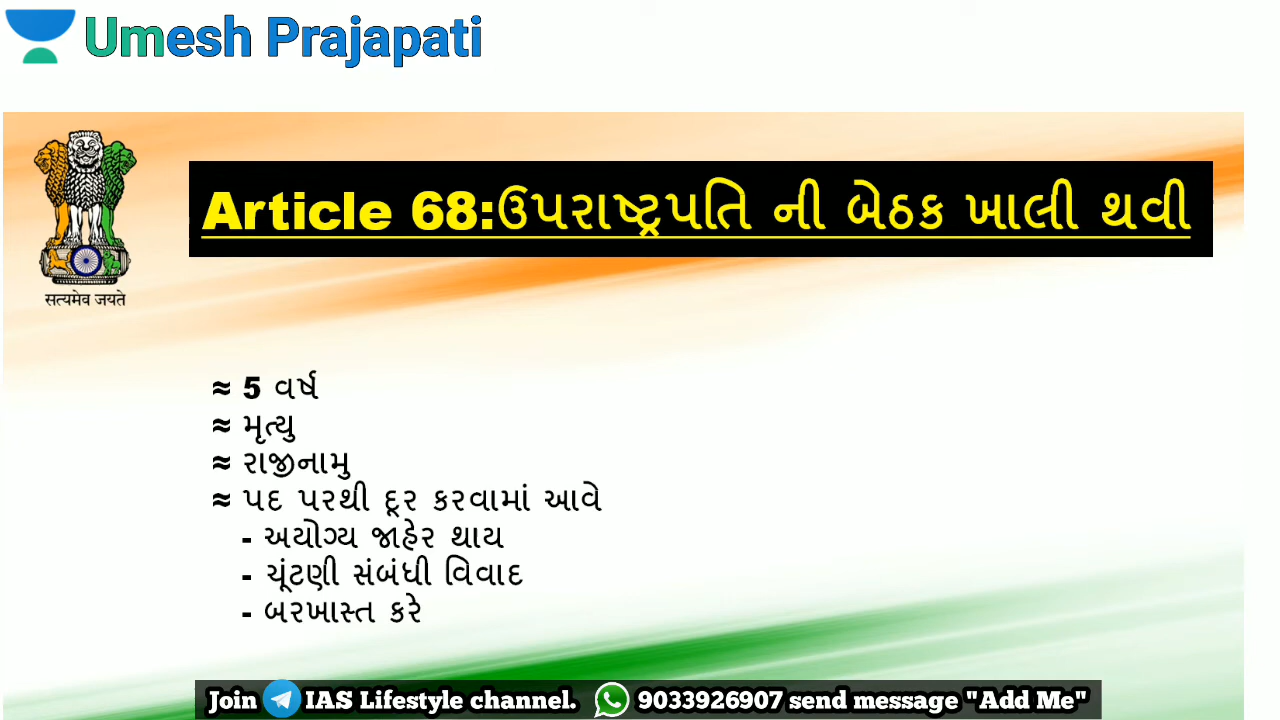 Umesh Prajapati
Article 68:ઉપરાષ્ટ્રપતિ ની બેઠક ખાલી થવી
सत्यमेव जयते
≈ 5 વર્ષ
≈ મૃત્યુ
≈ રાજીનામુ
≈ પદ પરથી દૂર કરવામાં આવે
- અયોગ્ય જાહેર થાય
- ચૂંટણી સંબંધી વિવાદ
- બરખાસ્ત કરે
Join IAS Lifestyle channel. 9033926907 send message "Add Me"